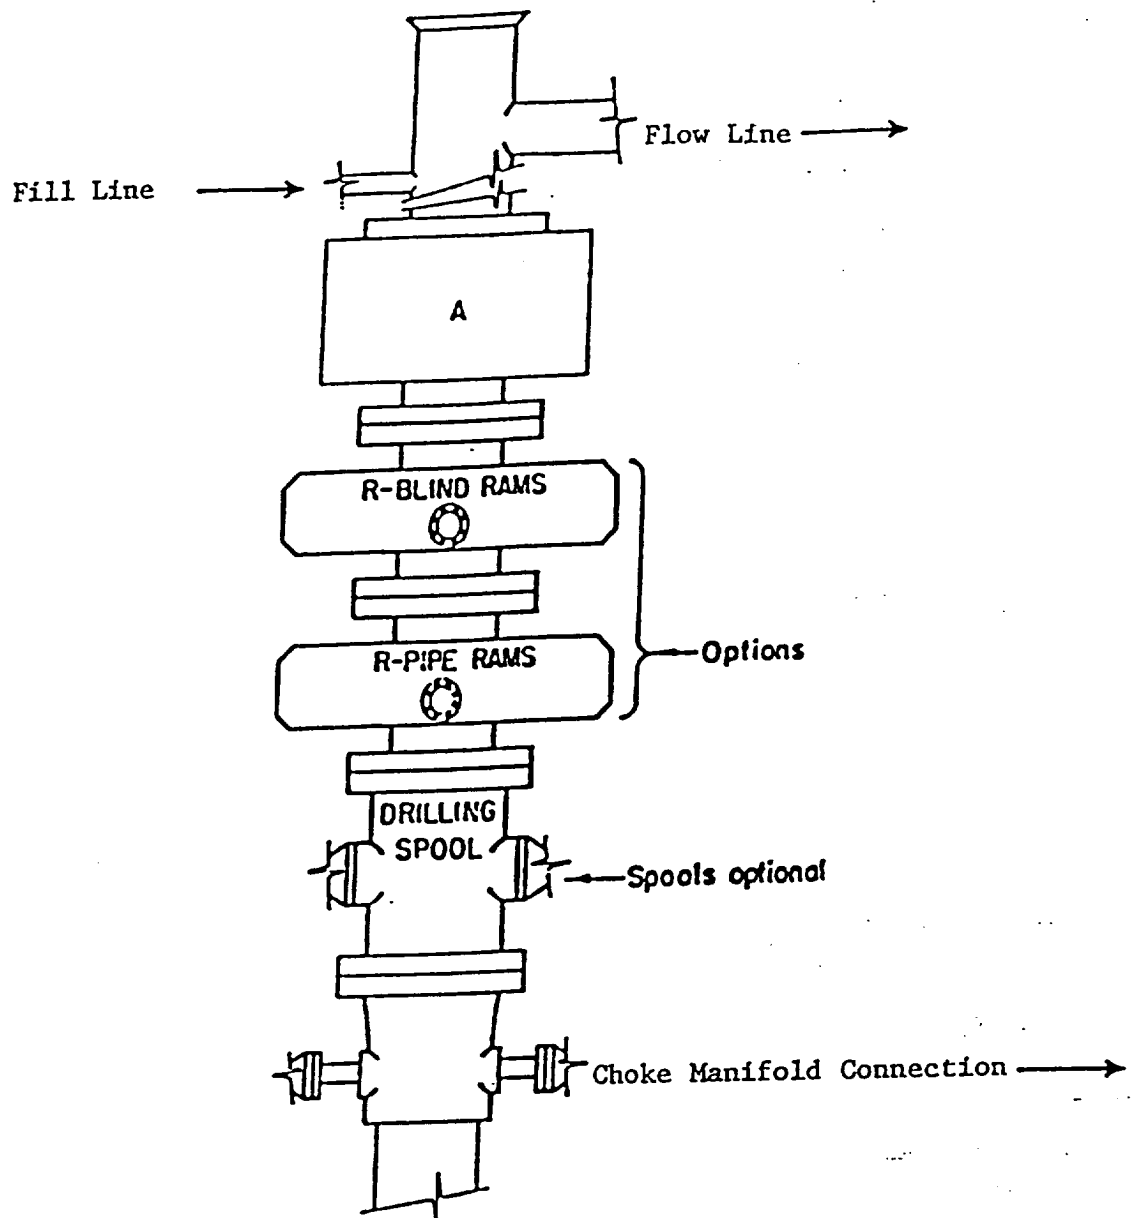 Flow Line
Fill Line
A
R-BLIND RAMS
R-PIPE RAMS
Options
DRILLING
SPOOL
Spools optional
Choke Manifold Connection